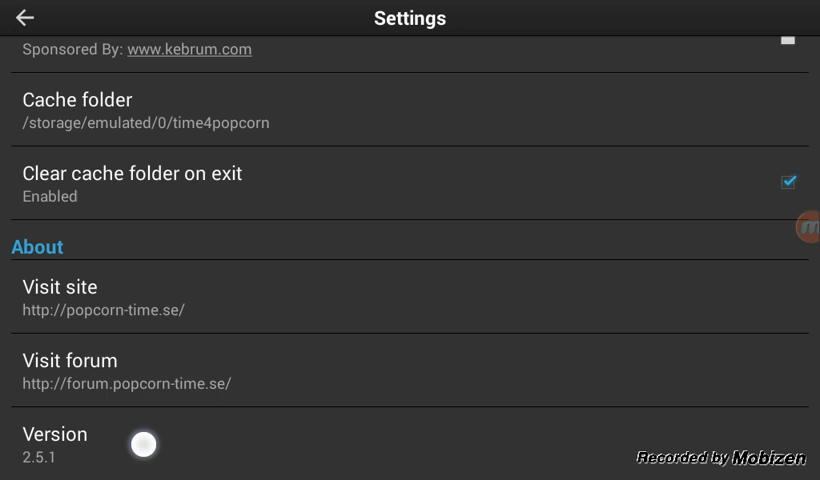 Settings
Sponsored By: www.kebrum.com
Cache folder
/storage/emulated/0/time4popcorn
Clear cache folder on exit
Enabled
About
Visit site
http://popcorn-time.se/
Visit forum
http://forum.popcorn-time.se/
Version
2.5.1
Recorded by Mobizen